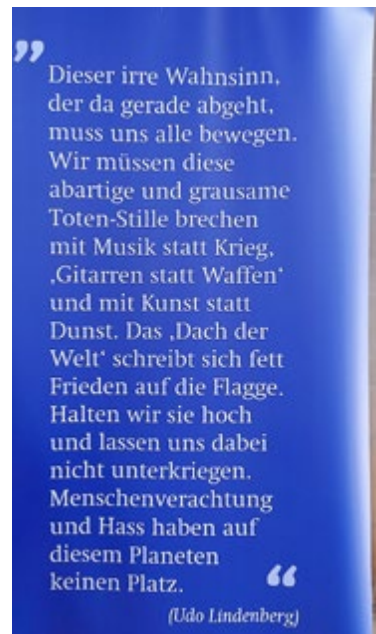 ”
Dieser irre Wahnsinn,
der da gerade abgeht,
muss uns alle bewegen.
Wir müssen diese
abartige und grausame
Toten-Stille brechen
mit Musik statt Krieg,
‚Gitarren statt Waffen‘
und mit Kunst statt
Dunst. Das ‚Dach der
Welt‘ schreibt sich fett
Frieden auf die Flagge.
Halten wir sie hoch
und lassen uns dabei
nicht unterkriegen.
Menschenverachtung
und Hass haben auf
diesem Planeten
keinen Platz. “
(Udo Lindenberg)